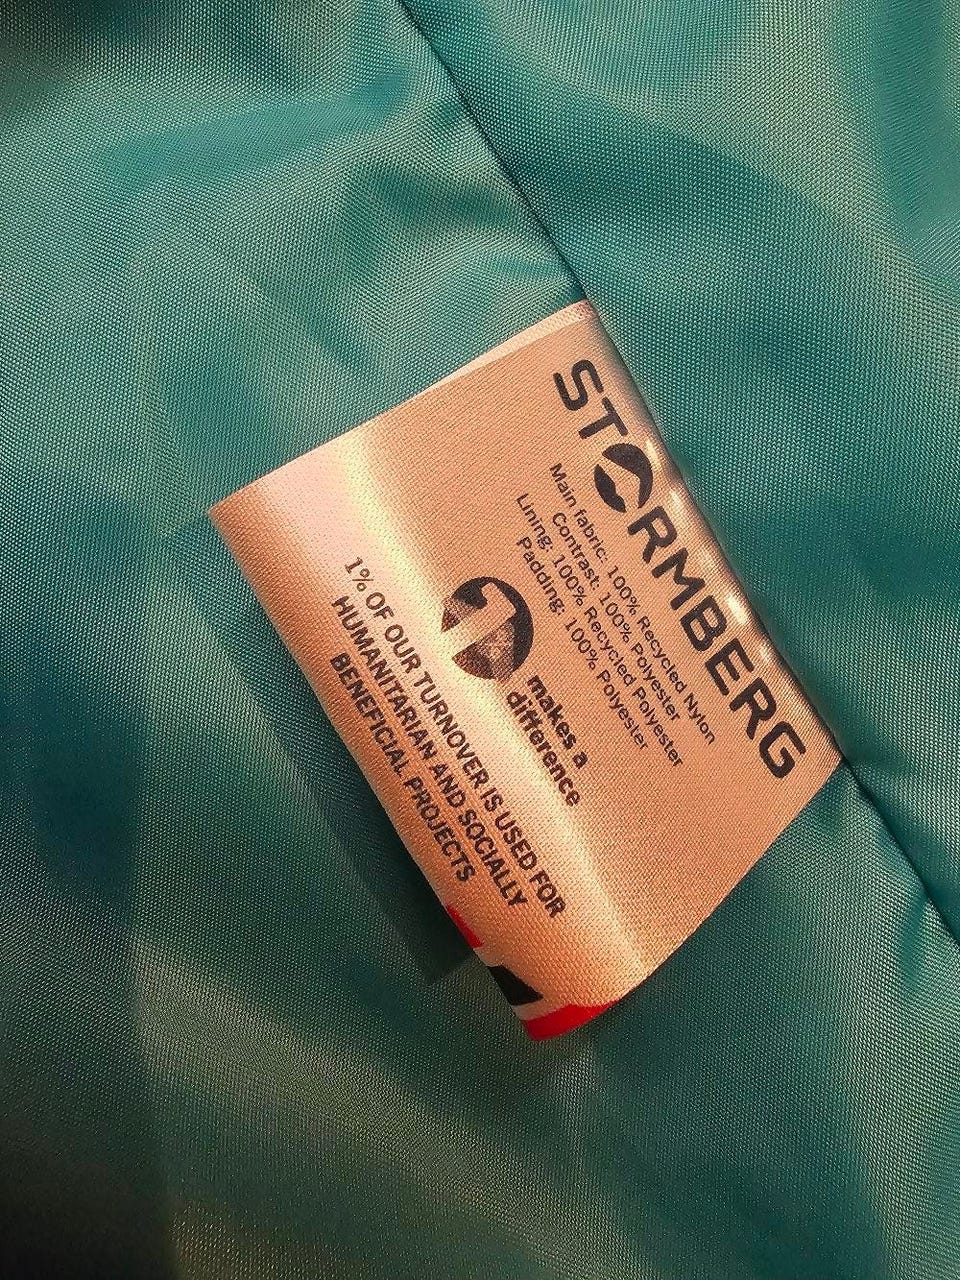 STORMBERG
Main fabric: 100% Recycled Nylon
Contrast: 100% Polyester
Lining: 100% Recycled Polyester
Padding: 100% Polyester
1
makes a
difference
1% OF OUR TURNOVER IS USED FOR
HUMANITARIAN AND SOCIALLY
BENEFICIAL PROJECTS